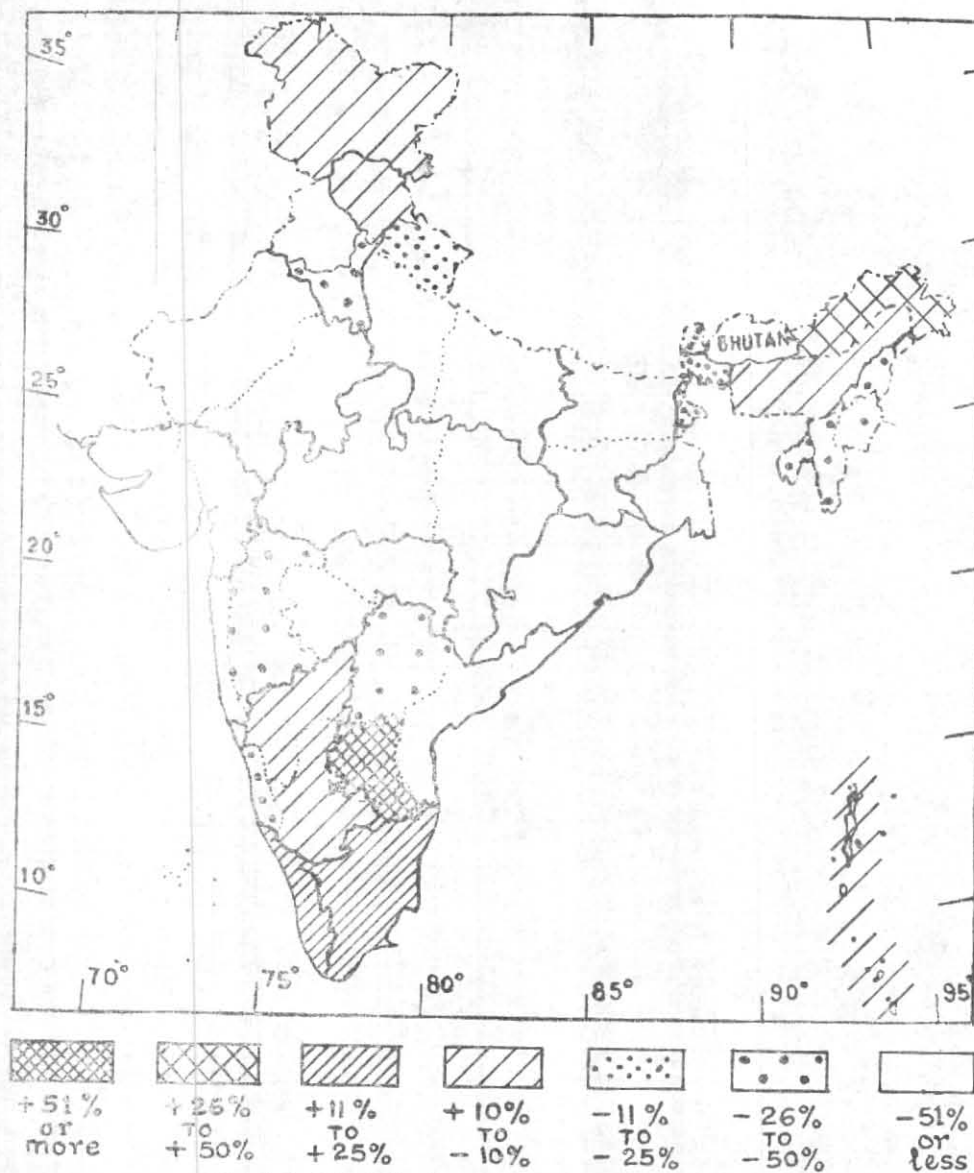 35°
30°
25°
20°
15°
10°
BHUTAN
70° 75° 80° 85° 90° 95
+51% +26% +11% +10% -11% -26% -51%
or TO TO TO TO TO or
more +50% +25% -10% -25% -50% less